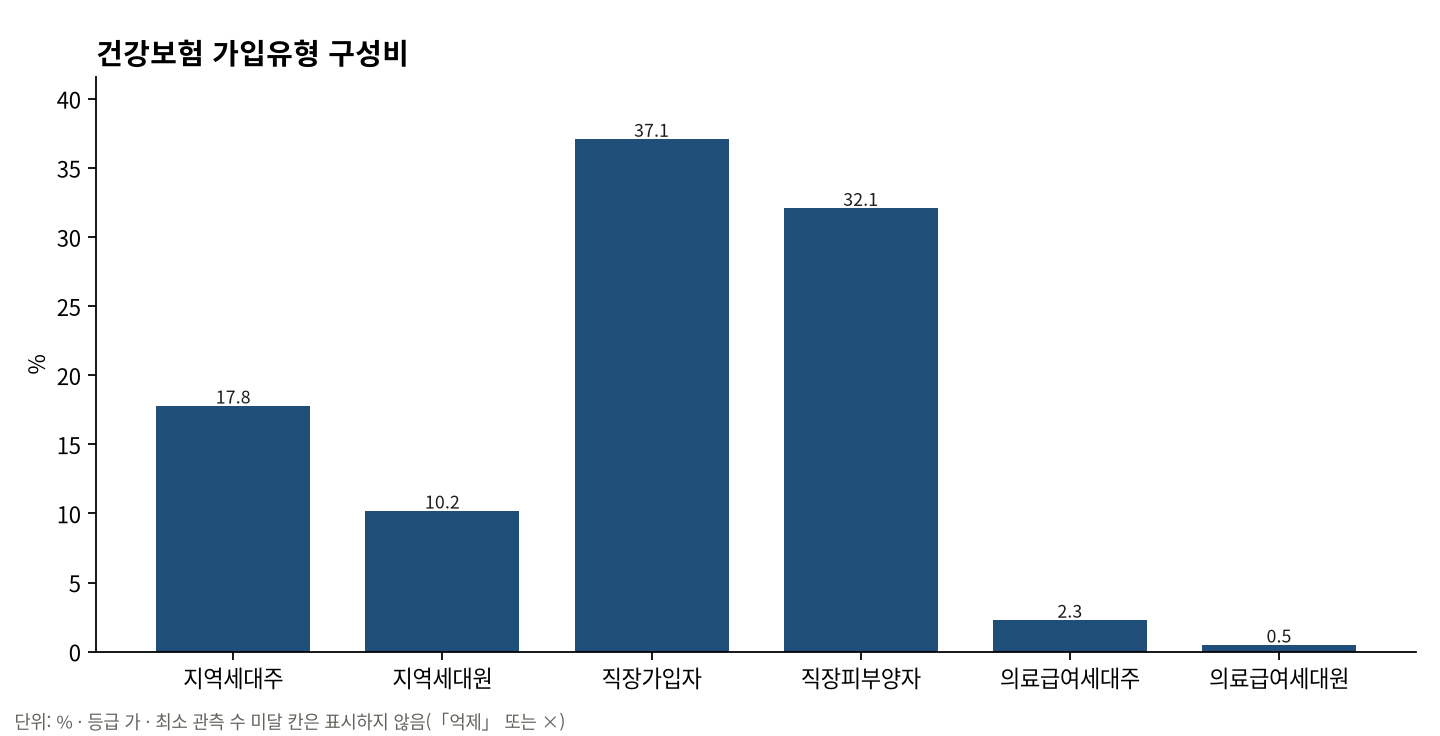 건강보험 가입유형 구성비
40
35
30
25
20
15
10
5
0
%
17.8
10.2
37.1
32.1
2.3
0.5
지역세대주
지역세대원
직장가입자
직장피부양자
의료급여세대주
의료급여세대원
단위: % · 등급 가 · 최소 관측 수 미달 칸은 표시하지 않음(「억제」 또는 ×)